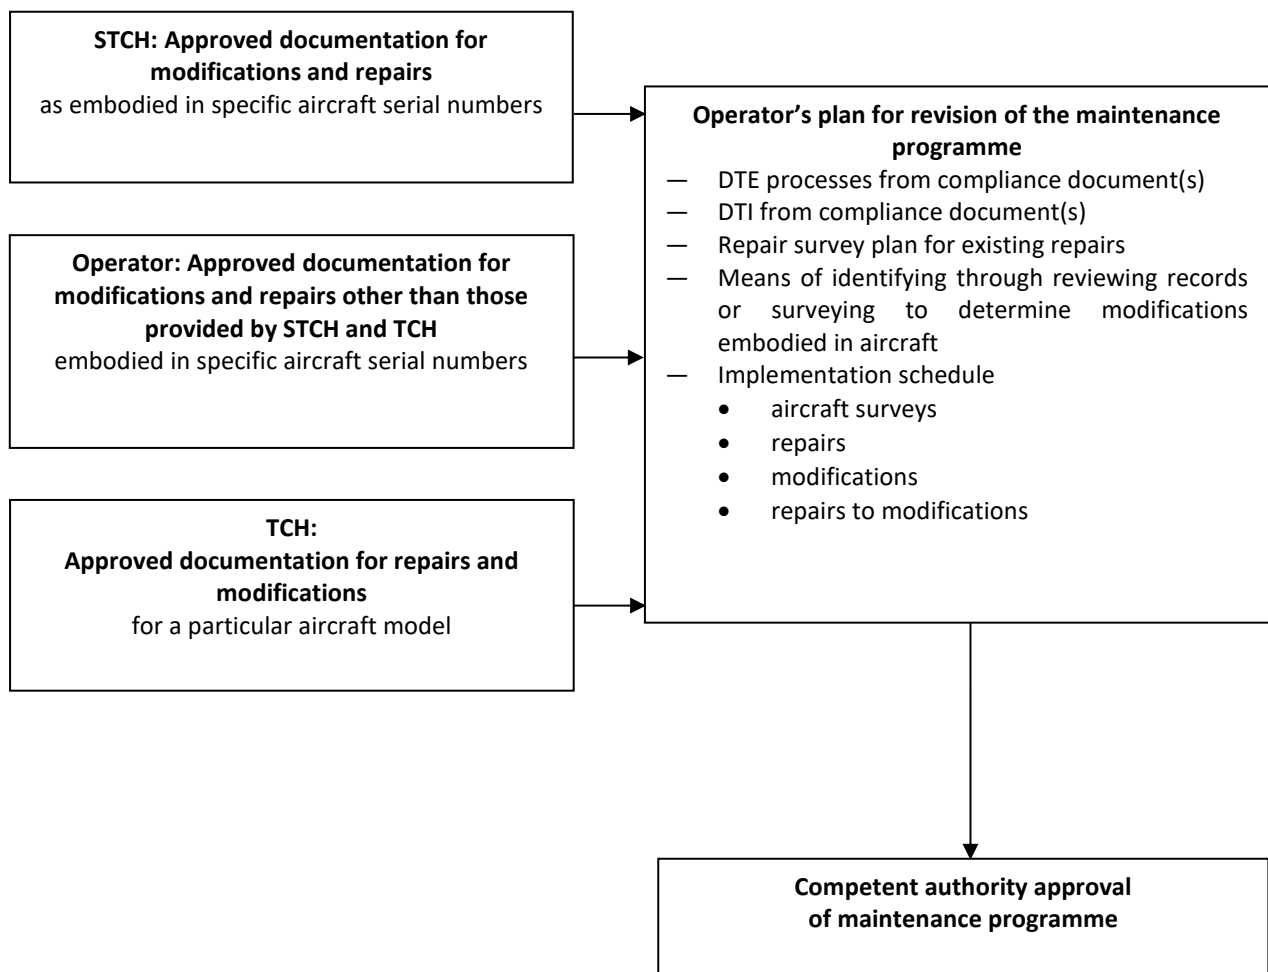 STCH: Approved documentation for
modifications and repairs
as embodied in specific aircraft serial numbers
Operator: Approved documentation for
modifications and repairs other than those
provided by STCH and TCH
embodied in specific aircraft serial numbers
TCH:
Approved documentation for repairs and
modifications
for a particular aircraft model
Operator’s plan for revision of the maintenance
programme
— DTE processes from compliance document(s)
— DTI from compliance document(s)
— Repair survey plan for existing repairs
— Means of identifying through reviewing records
or surveying to determine modifications
embodied in aircraft
— Implementation schedule
• aircraft surveys
• repairs
• modifications
• repairs to modifications
Competent authority approval
of maintenance programme